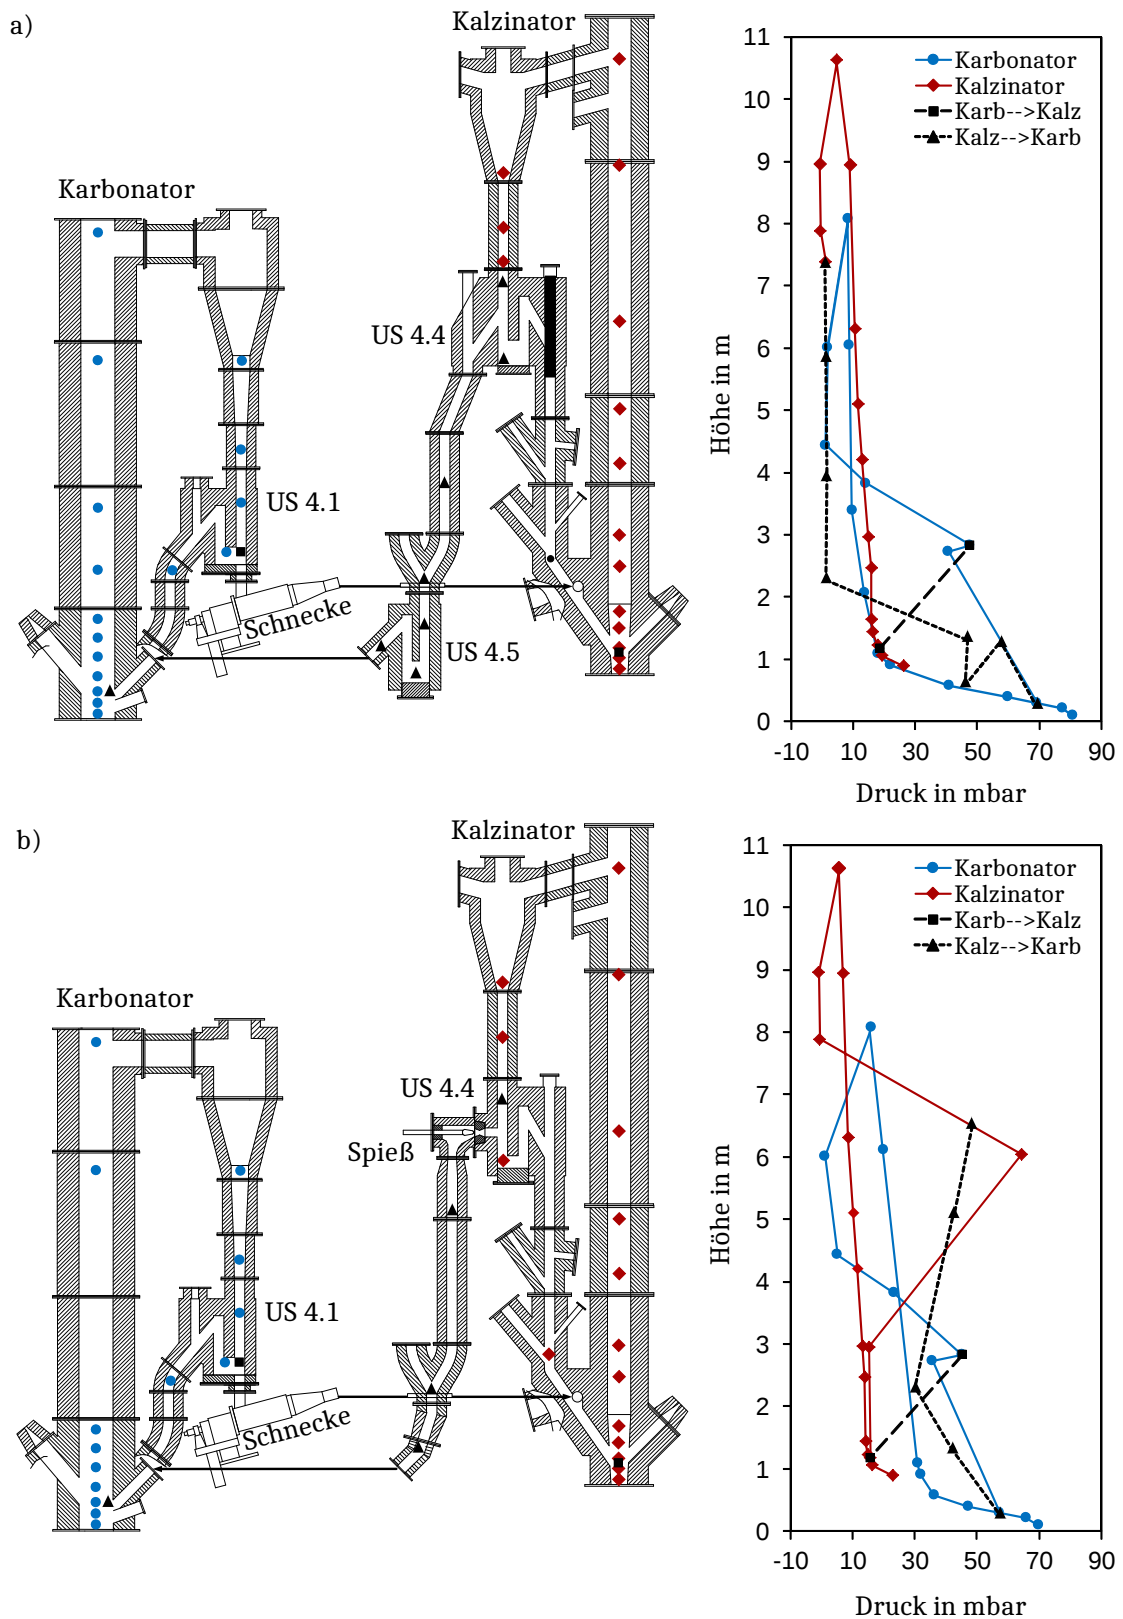 a)
Kalzinator
Karbonator
US 4.4
US 4.1
Schnecke
US 4.5
11
10
9
8
7
6
5
4
3
2
1
0
Höhe in m
Karbonator
Kalzinator
Karb-->Kalz
Kalz-->Karb
-10 10 30 50 70 90
Druck in mbar
b)
Kalzinator
Karbonator
US 4.4
Spieß
US 4.1
Schnecke
11
10
9
8
7
6
5
4
3
2
1
0
Höhe in m
Karbonator
Kalzinator
Karb-->Kalz
Kalz-->Karb
-10 10 30 50 70 90
Druck in mbar